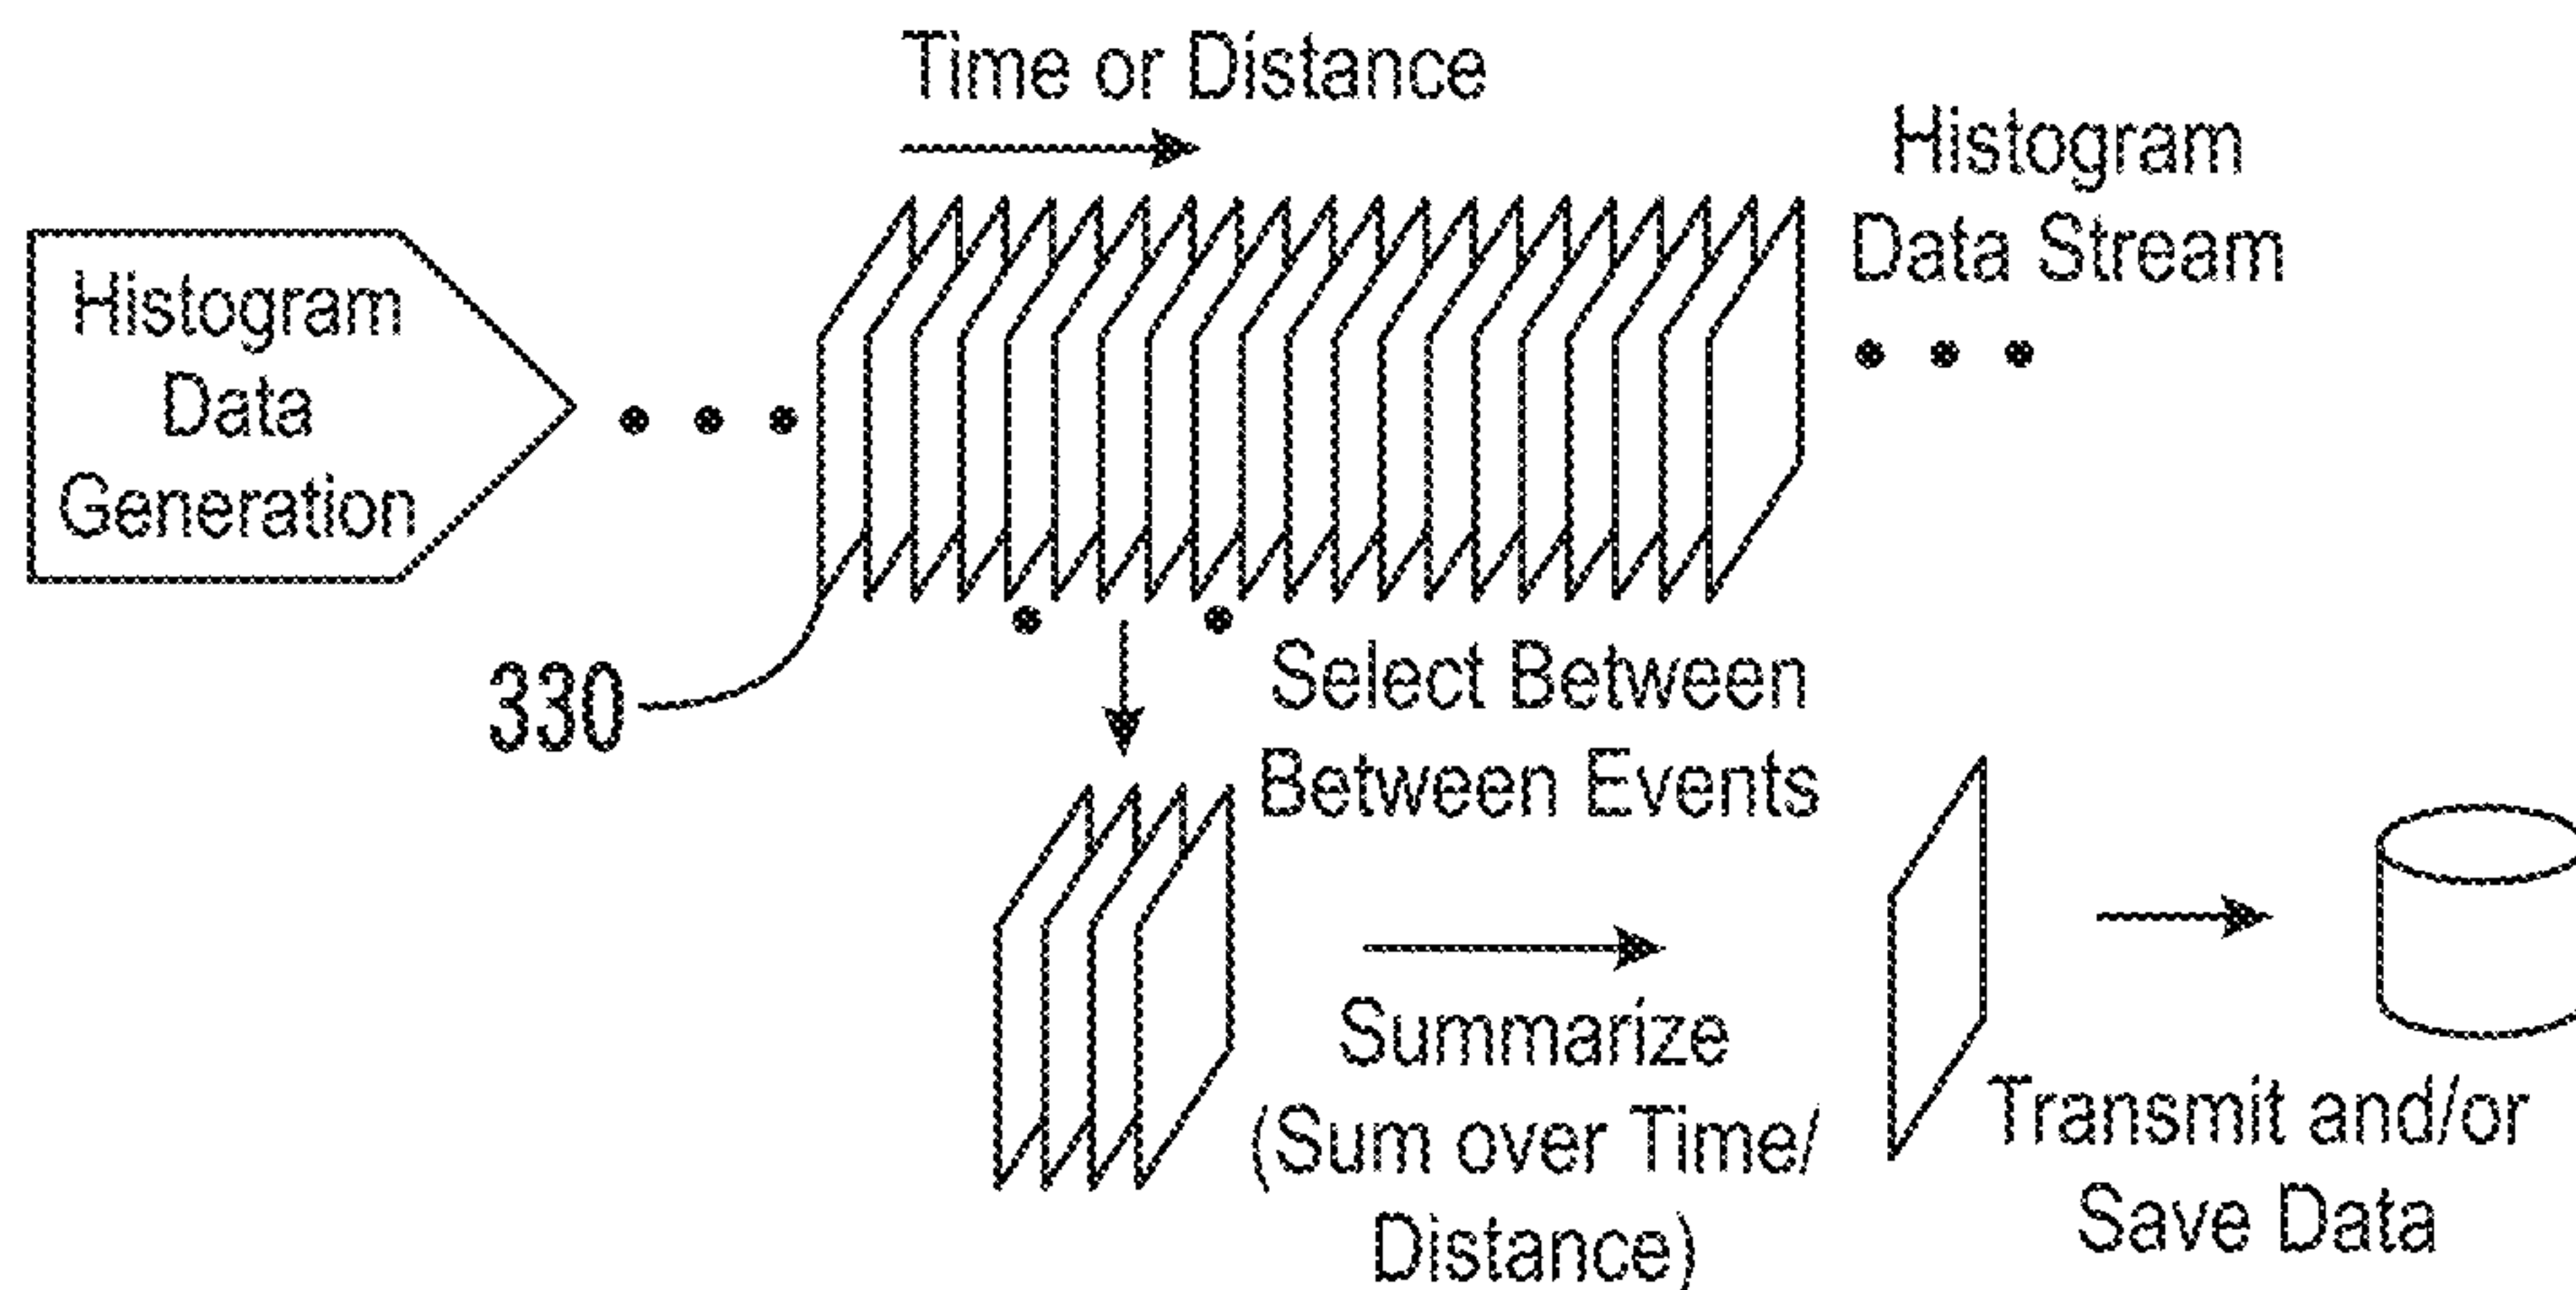 Time or Distance
Histogram
Data Stream
Histogram
Data
Generation
330
Select Between
Between Events
Summarize
(Sum over Time/
Distance)
Transmit and/or
Save Data